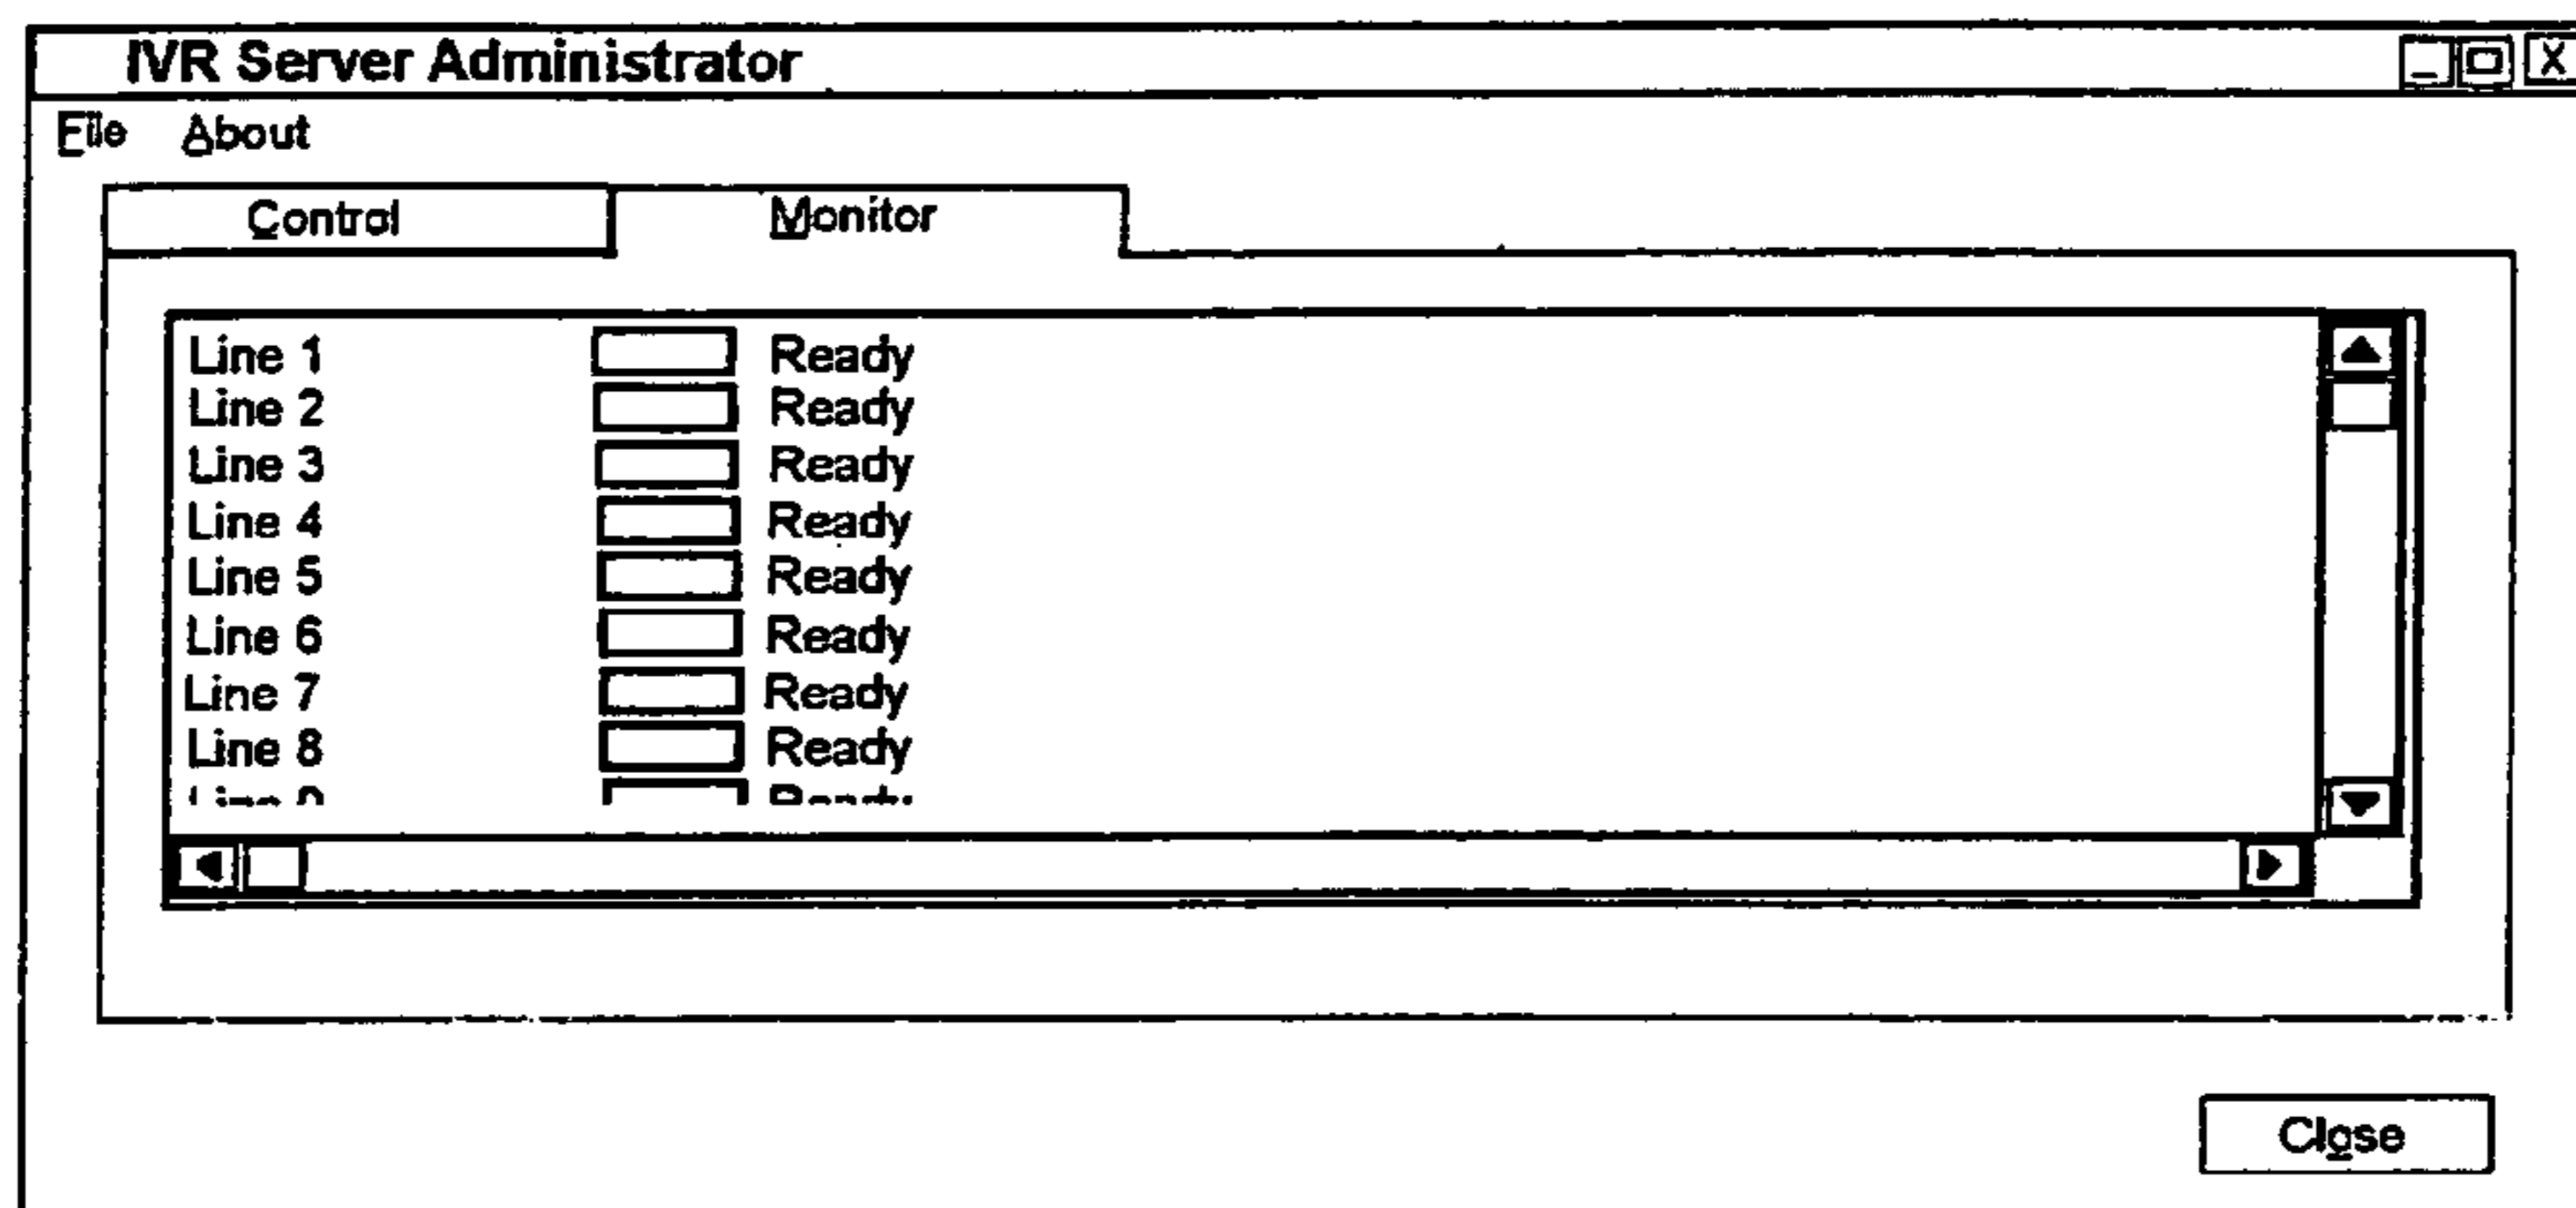 IVR Server Administrator
_ X
File About
Control Monitor
Line 1 Ready
Line 2 Ready
Line 3 Ready
Line 4 Ready
Line 5 Ready
Line 6 Ready
Line 7 Ready
Line 8 Ready
Close